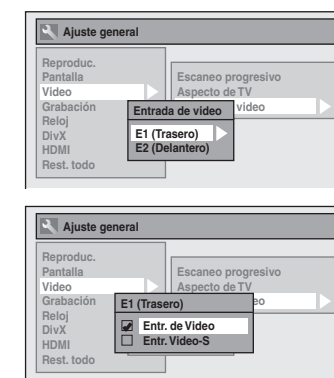 Ajuste general
Reproduc.
Pantalla
Video
Grabación
Reloj
DivX
HDMI
Rest. todo
Escaneo progresivo
Aspecto de TV
video
Entrada de video
E1 (Trasero)
E2 (Delantero)
Ajuste general
Reproduc.
Pantalla
Video
Grabación
Reloj
DivX
HDMI
Rest. todo
Escaneo progresivo
Aspecto de TV
eo
E1 (Trasero)
Entr. de Video
Entr. Video-S